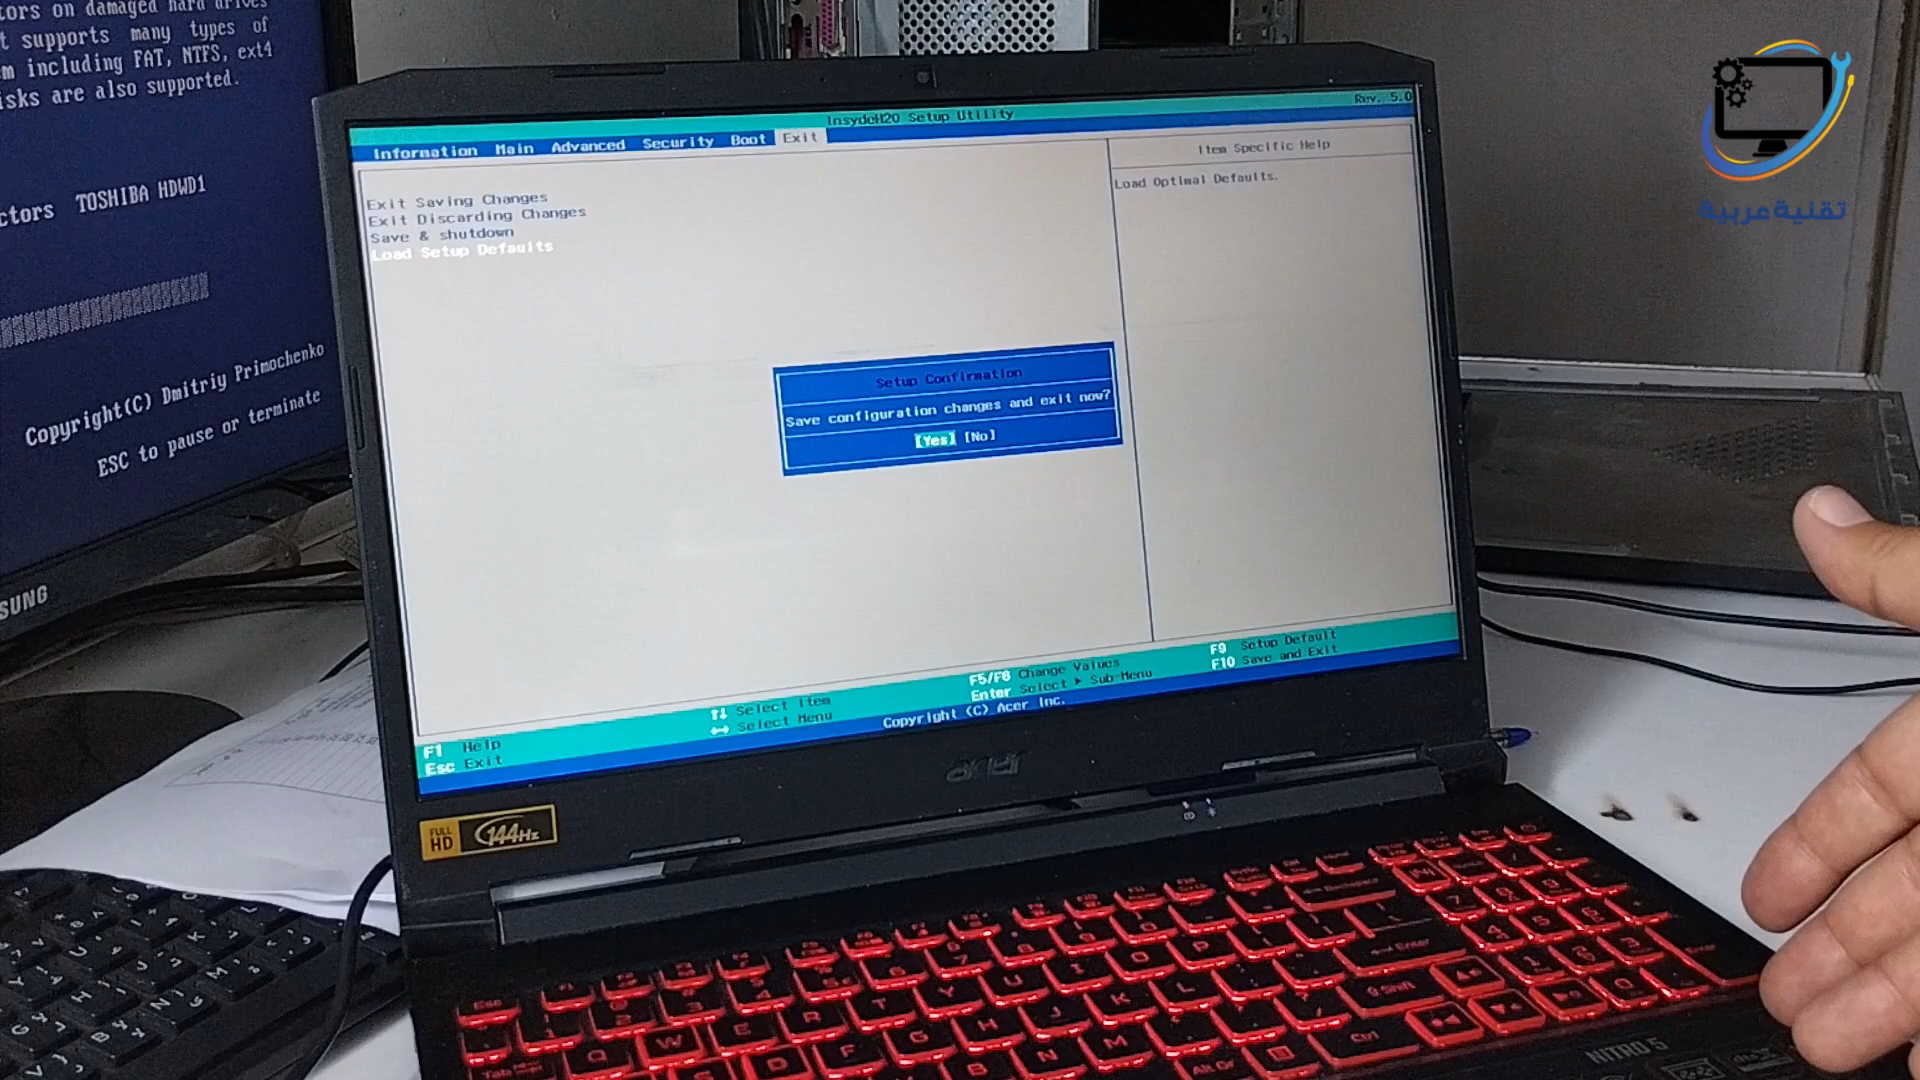 tors on damaged hard drives
t supports many types of
m including FAT, NTFS, ext4
isks are also supported.
ctors TOSHIBA HDWD1
Copyright(C) Dmitriy Primochenko
ESC to pause or terminate
SUNG
InsydeH20 Setup Utility
Rev. 5.0
Information Main Advanced Security Boot Exit
Item Specific Help
Exit Saving Changes
Exit Discarding Changes
Save & shutdown
Load Setup Defaults
Load Optimal Defaults.
Setup Confirmation
Save configuration changes and exit now?
[Yes] [No]
F1 Help
Esc Exit
↑↓ Select Item
↔ Select Menu
F5/F6 Change Values
Enter Select ▸ Sub-Menu
F9 Setup Default
F10 Save and Exit
Copyright (C) Acer Inc.
acer
FULL HD 144Hz
NITRO 5
تقنية عربية